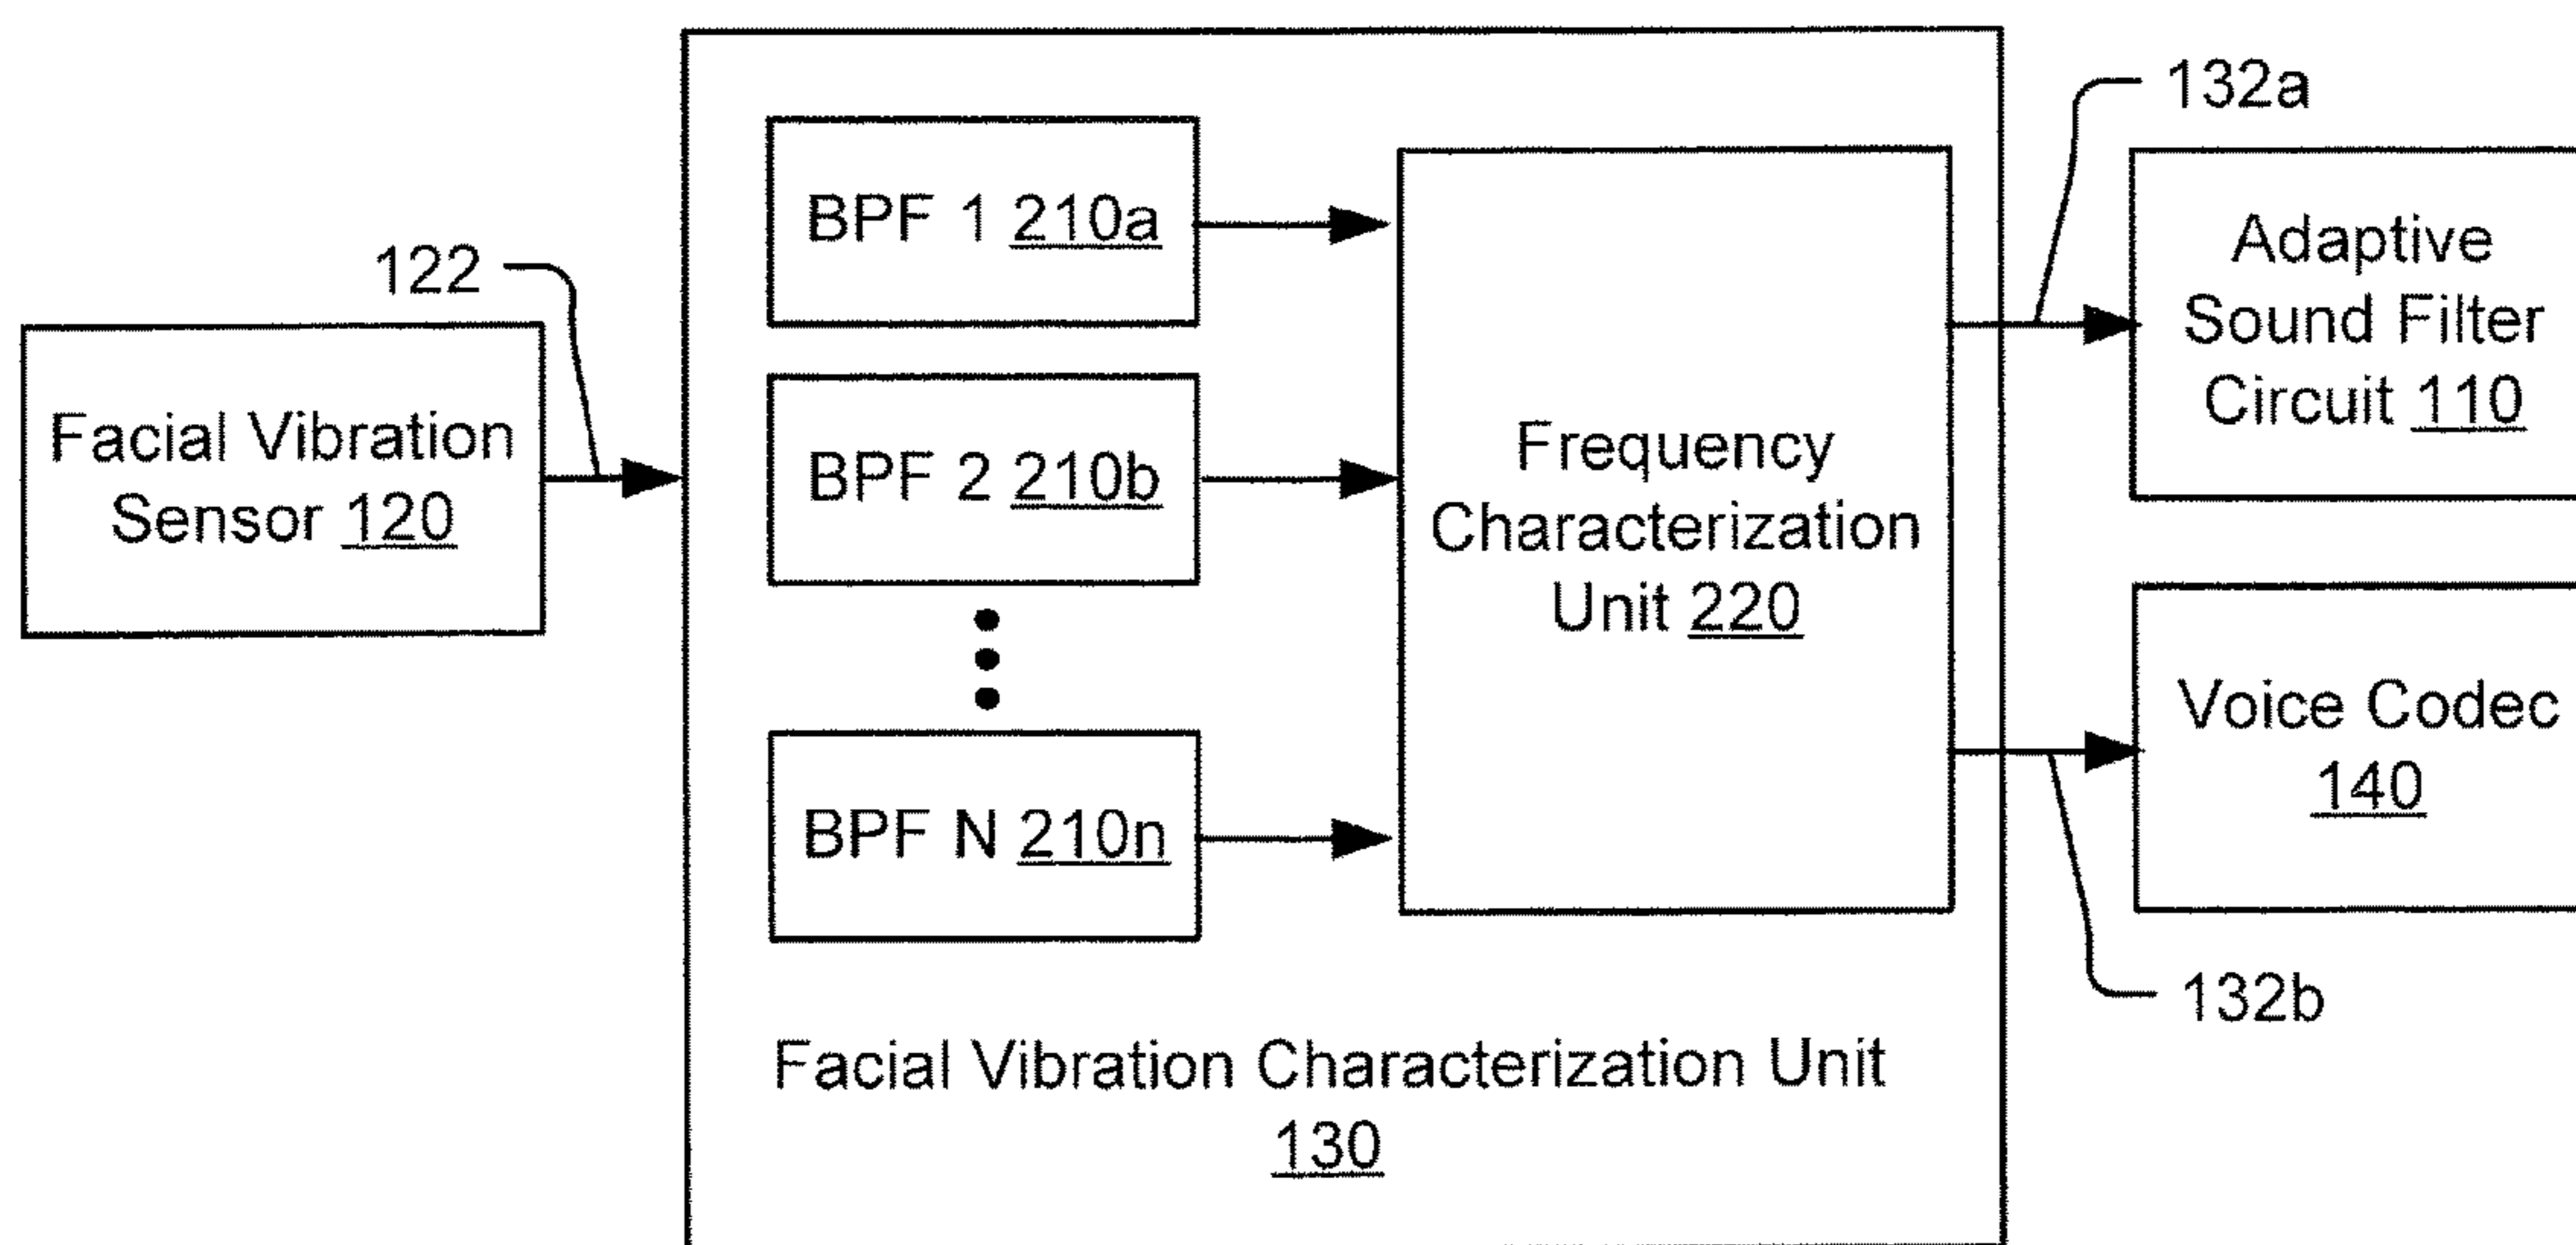 122
Facial Vibration
Sensor 120
BPF 1 210a
BPF 2 210b
BPF N 210n
Frequency
Characterization
Unit 220
Facial Vibration Characterization Unit
130
132a
Adaptive
Sound Filter
Circuit 110
Voice Codec
140
132b